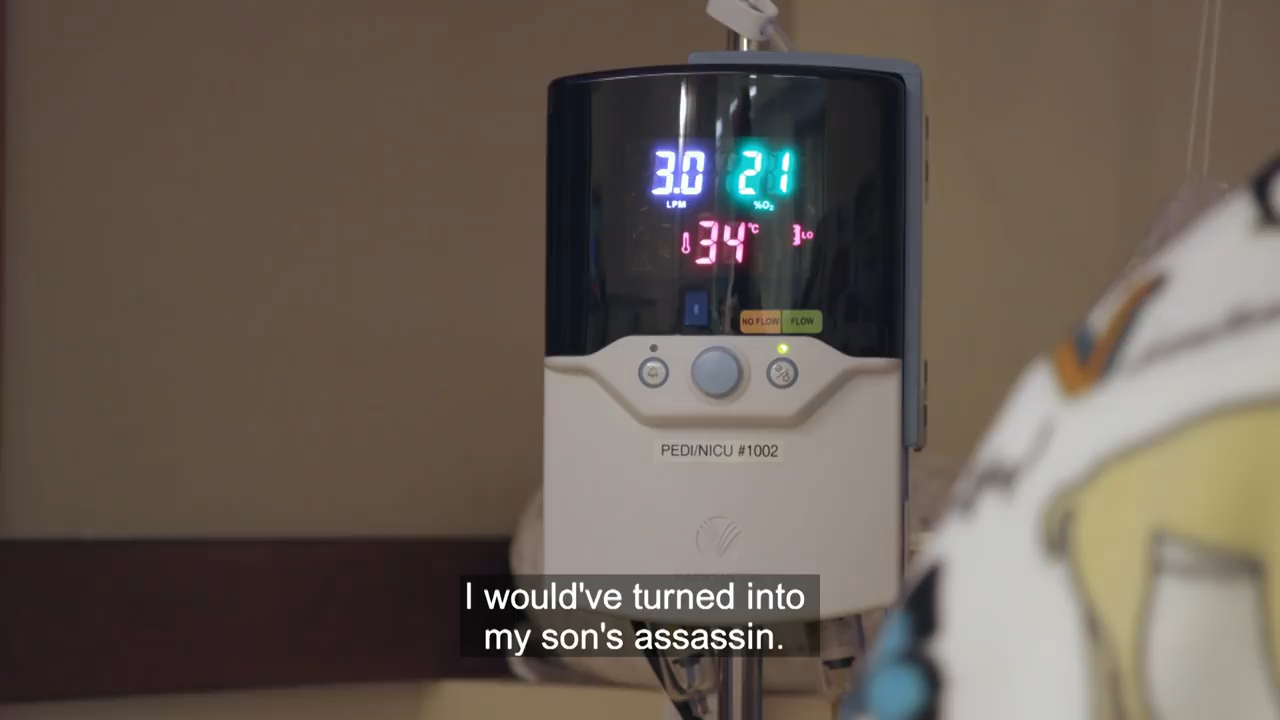 3.0 21
LPM %O₂
34 °C LO
NO FLOW FLOW
PEDI/NICU #1002
I would've turned into
my son's assassin.